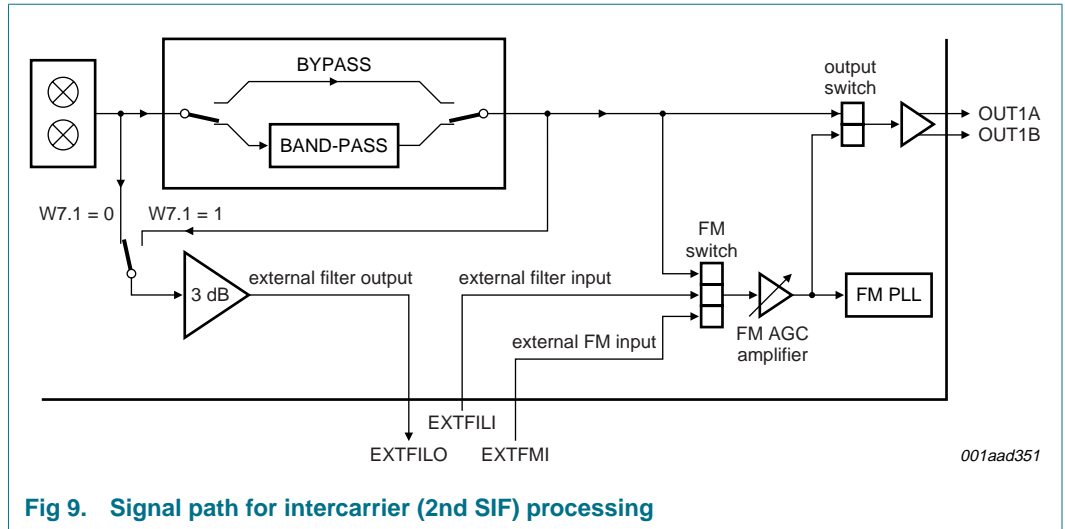 BYPASS
BAND-PASS
output
switch
OUT1A
OUT1B
W7.1 = 0
W7.1 = 1
FM
switch
3 dB
external filter output
external filter input
external FM input
FM PLL
FM AGC
amplifier
EXTFILI
EXTFILO
EXTFMI
001aad351
Fig 9. Signal path for intercarrier (2nd SIF) processing